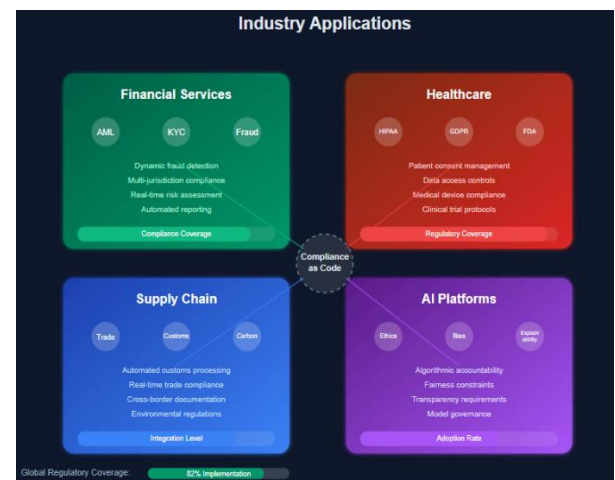 Industry Applications
Financial Services
AML KYC Fraud
Dynamic fraud detection
Multi-jurisdiction compliance
Real-time risk assessment
Automated reporting
Compliance Coverage
Healthcare
HIPAA GDPR FDA
Patient consent management
Data access controls
Medical device compliance
Clinical trial protocols
Regulatory Coverage
Compliance
as Code
Supply Chain
Trade Customs Carbon
Automated customs processing
Real-time trade compliance
Cross-border documentation
Environmental regulations
Integration Level
AI Platforms
Ethics Bias Explain
ability
Algorithmic accountability
Fairness constraints
Transparency requirements
Model governance
Adoption Rate
Global Regulatory Coverage: 82% Implementation